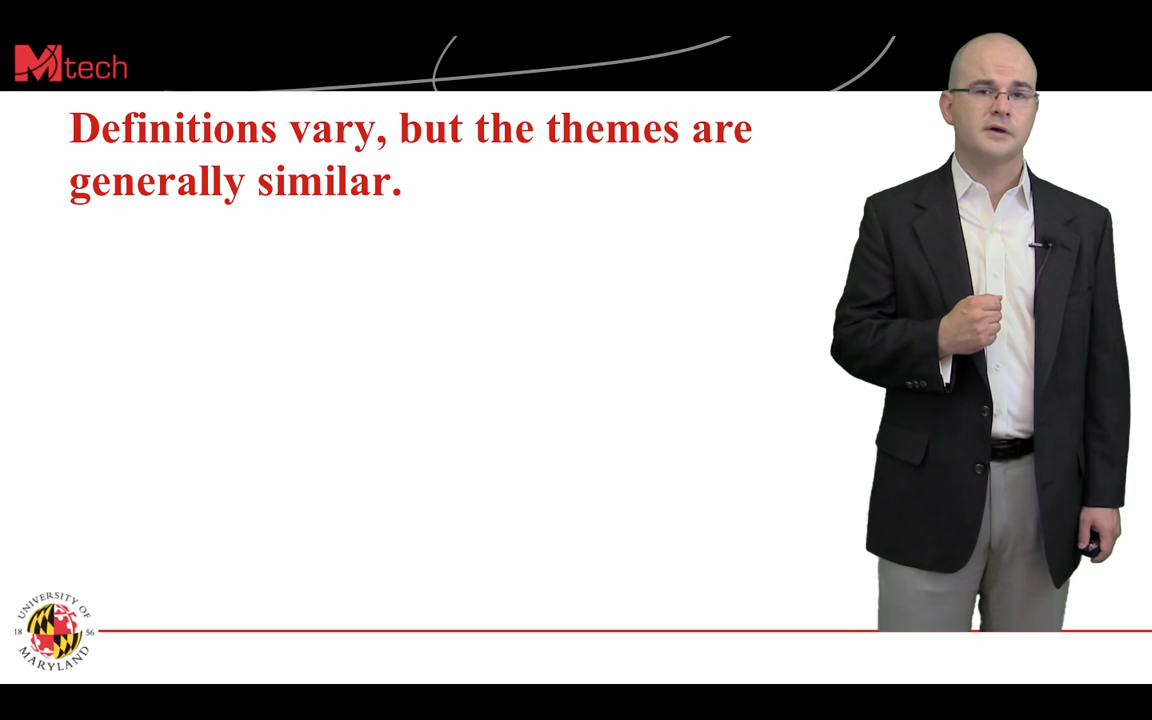 Mtech
Definitions vary, but the themes are
generally similar.
UNIVERSITY OF
18 56
MARYLAND